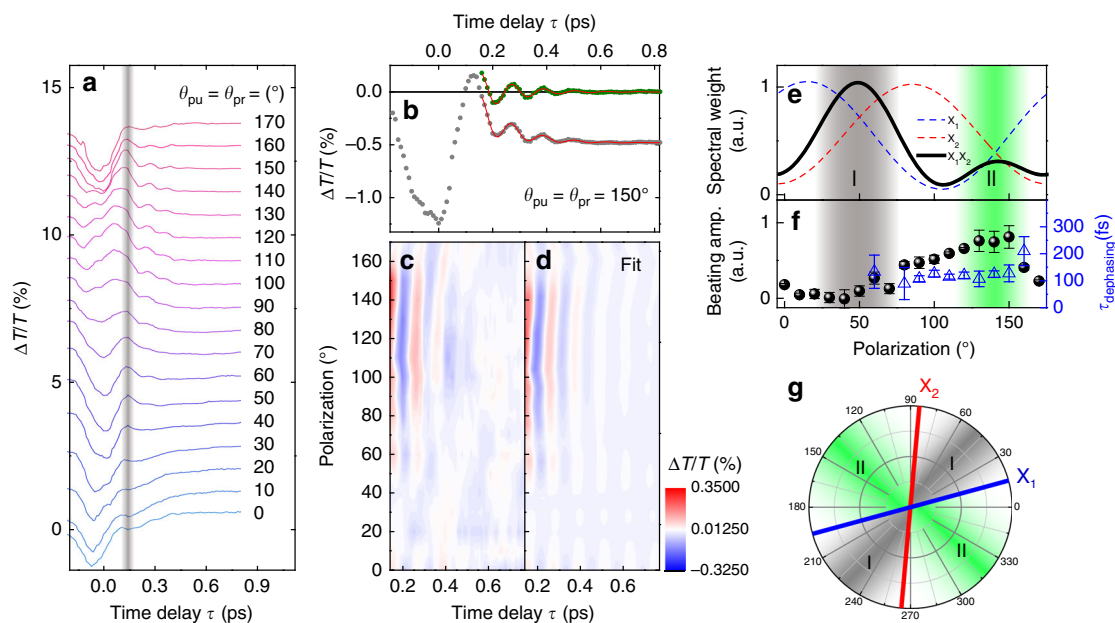 a
θpu = θpr = (°)
ΔT/T (%)
15
10
5
0
170
160
150
140
130
120
110
100
90
80
70
60
50
40
30
20
10
0
0.0 0.3 0.6 0.9
Time delay τ (ps)
Time delay τ (ps)
0.0 0.2 0.4 0.6 0.8
b
ΔT/T (%)
0.0
−0.5
−1.0
θpu = θpr = 150°
c
d
Fit
Polarization (°)
160
140
120
100
80
60
40
20
0
0.2 0.4 0.6 0.2 0.4 0.6
Time delay τ (ps)
Time delay τ (ps)
ΔT/T (%)
0.3500
0.01250
−0.3250
e
Spectral weight
(a.u.)
1
0
X1
X2
X1X2
I
II
f
Beating amp.
(a.u.)
1
0
300
200
100
0
τdephasing(fs)
0 50 100 150
Polarization (°)
g
X2
X1
90
60
30
0
330
300
270
240
210
180
150
120
I
II
I
II